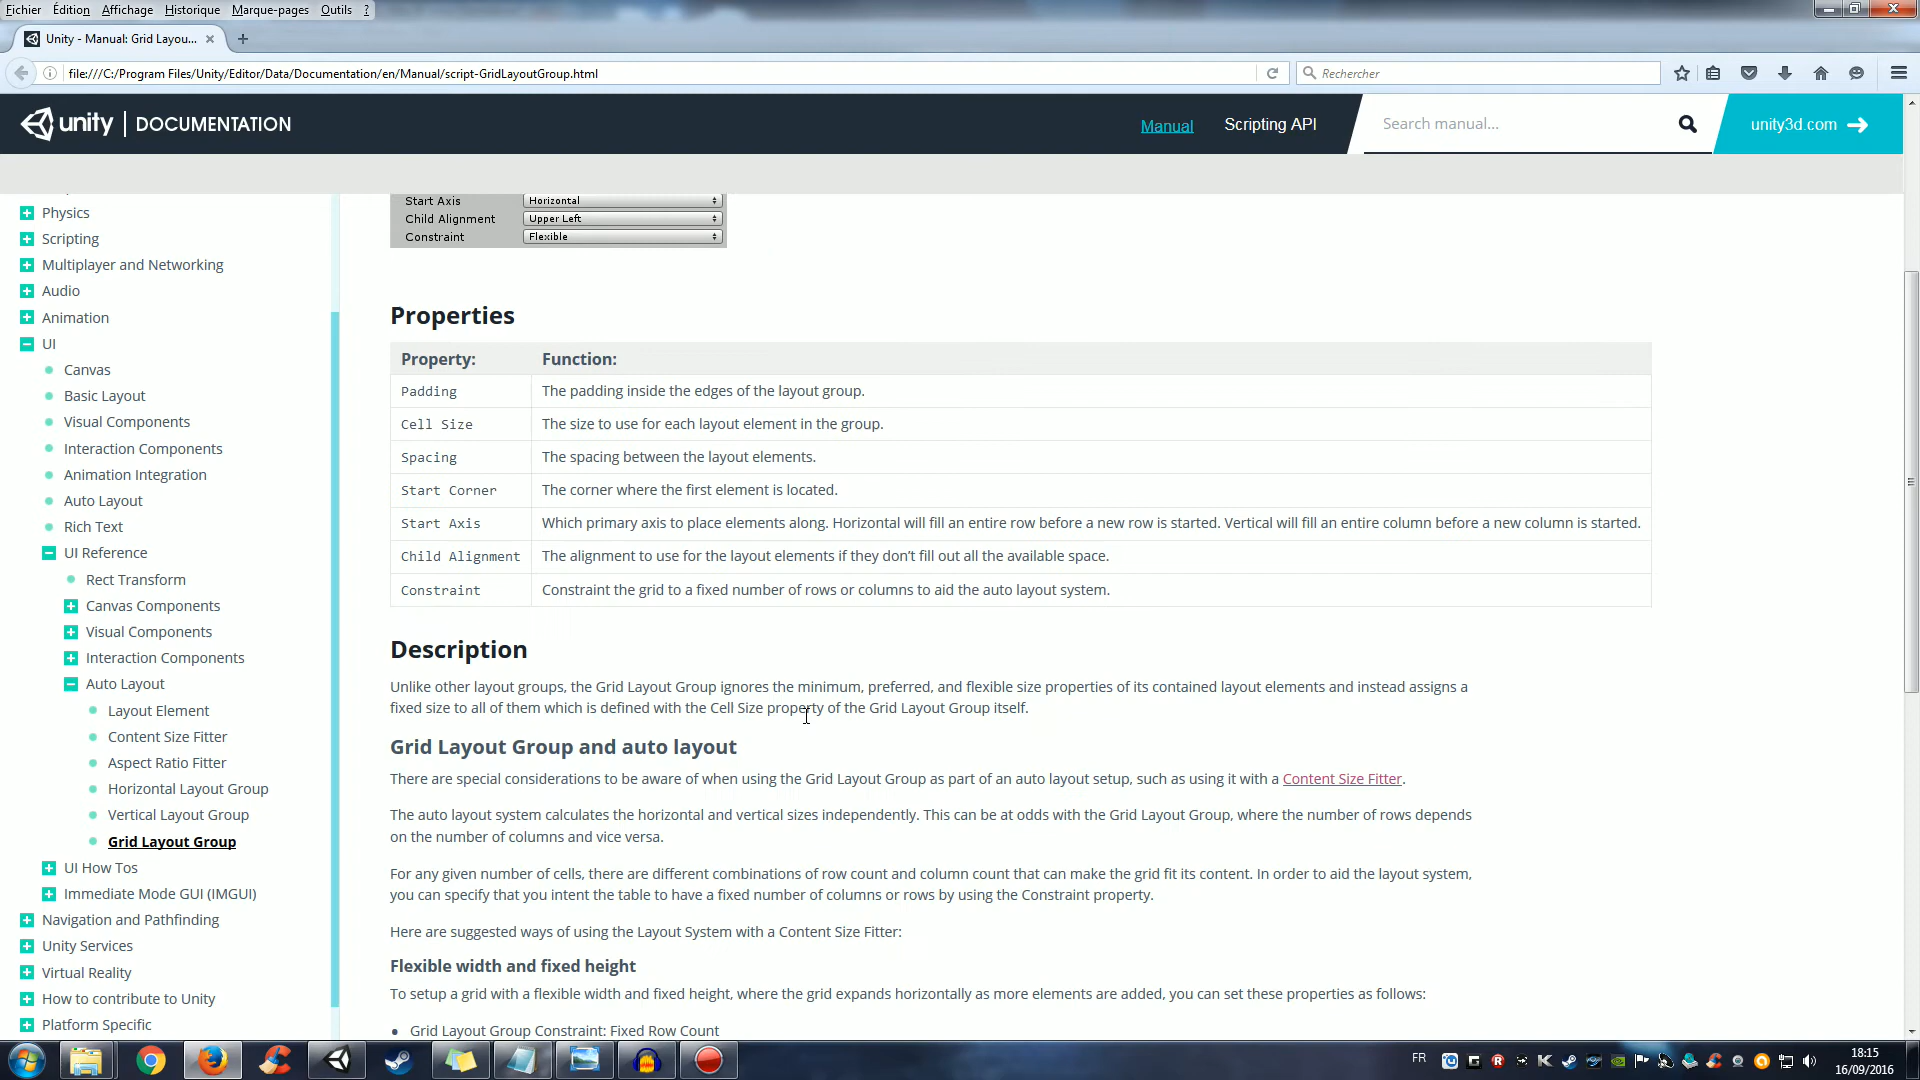 Fichier Édition Affichage Historique Marque-pages Outils ?
Unity - Manual: Grid Layou...
file:///C:/Program Files/Unity/Editor/Data/Documentation/en/Manual/script-GridLayoutGroup.html
Rechercher
unity | DOCUMENTATION
Manual
Scripting API
Search manual...
unity3d.com
Physics
Scripting
Multiplayer and Networking
Audio
Animation
UI
Canvas
Basic Layout
Visual Components
Interaction Components
Animation Integration
Auto Layout
Rich Text
UI Reference
Rect Transform
Canvas Components
Visual Components
Interaction Components
Auto Layout
Layout Element
Content Size Fitter
Aspect Ratio Fitter
Horizontal Layout Group
Vertical Layout Group
Grid Layout Group
UI How Tos
Immediate Mode GUI (IMGUI)
Navigation and Pathfinding
Unity Services
Virtual Reality
How to contribute to Unity
Platform Specific
Start Axis Horizontal
Child Alignment Upper Left
Constraint Flexible
Properties
Property: Function:
Padding The padding inside the edges of the layout group.
Cell Size The size to use for each layout element in the group.
Spacing The spacing between the layout elements.
Start Corner The corner where the first element is located.
Start Axis Which primary axis to place elements along. Horizontal will fill an entire row before a new row is started. Vertical will fill an entire column before a new column is started.
Child Alignment The alignment to use for the layout elements if they don't fill out all the available space.
Constraint Constraint the grid to a fixed number of rows or columns to aid the auto layout system.
Description
Unlike other layout groups, the Grid Layout Group ignores the minimum, preferred, and flexible size properties of its contained layout elements and instead assigns a
fixed size to all of them which is defined with the Cell Size property of the Grid Layout Group itself.
Grid Layout Group and auto layout
There are special considerations to be aware of when using the Grid Layout Group as part of an auto layout setup, such as using it with a Content Size Fitter.
The auto layout system calculates the horizontal and vertical sizes independently. This can be at odds with the Grid Layout Group, where the number of rows depends
on the number of columns and vice versa.
For any given number of cells, there are different combinations of row count and column count that can make the grid fit its content. In order to aid the layout system,
you can specify that you intent the table to have a fixed number of columns or rows by using the Constraint property.
Here are suggested ways of using the Layout System with a Content Size Fitter:
Flexible width and fixed height
To setup a grid with a flexible width and fixed height, where the grid expands horizontally as more elements are added, you can set these properties as follows:
Grid Layout Group Constraint: Fixed Row Count
FR
18:15
16/09/2016